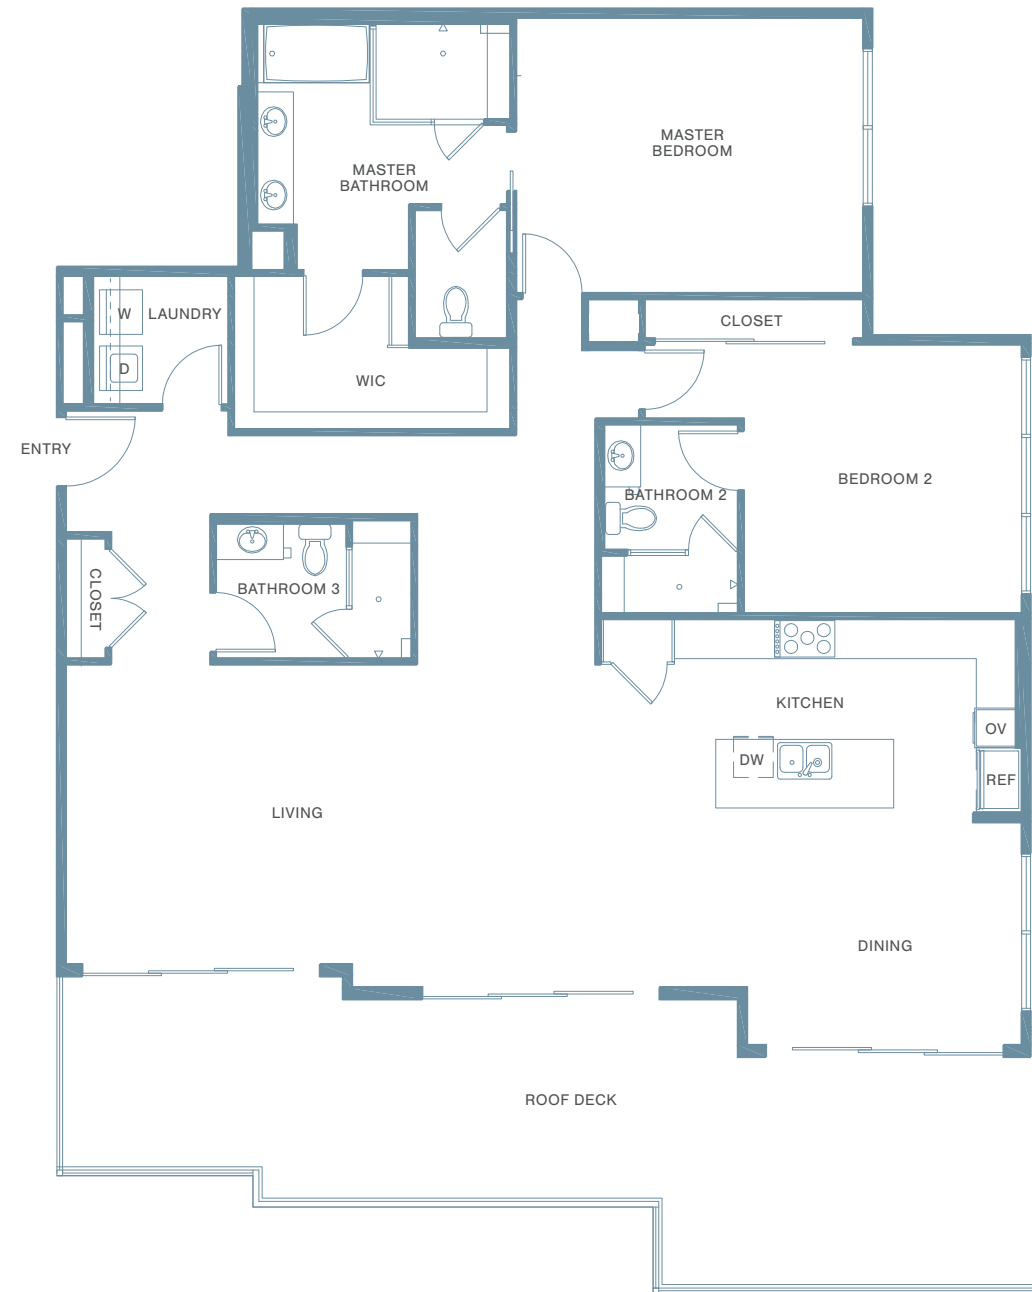 MASTER
BEDROOM
MASTER
BATHROOM
W
LAUNDRY
CLOSET
D
WIC
ENTRY
BEDROOM 2
BATHROOM 2
CLOSET
BATHROOM 3
KITCHEN
OV
DW
REF
LIVING
DINING
ROOF DECK